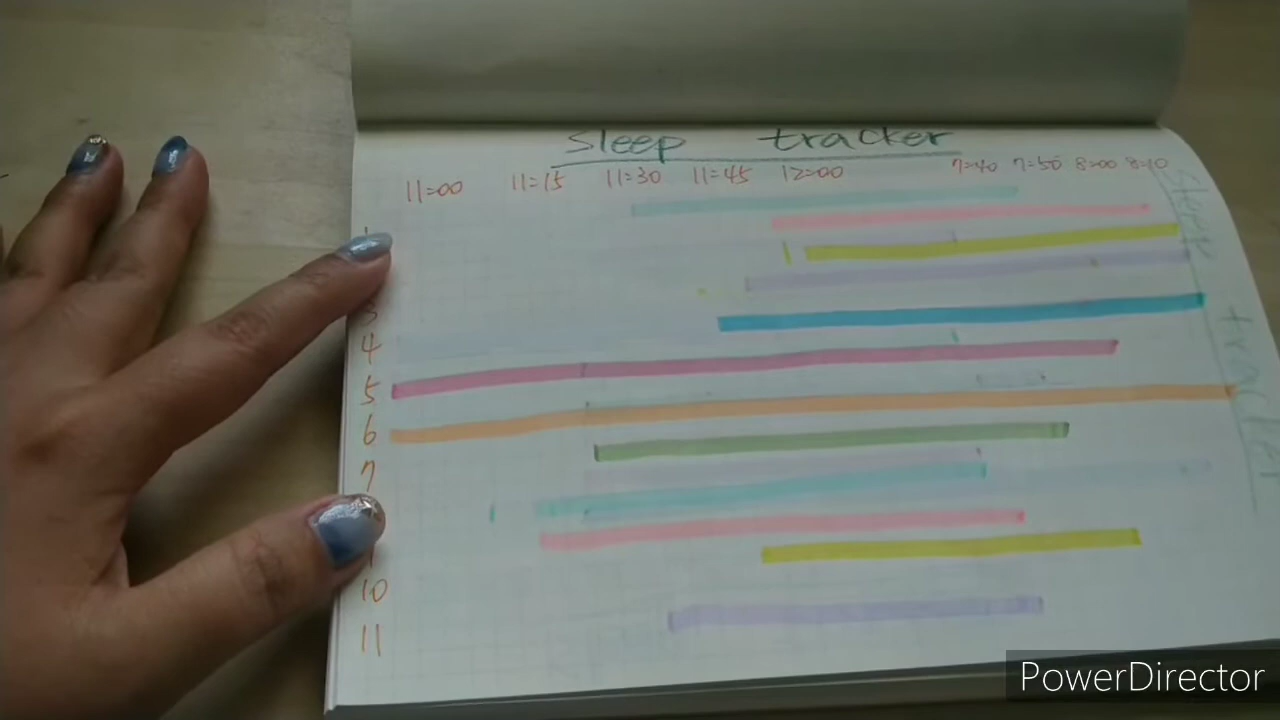 sleep tracker
11=00 11=15 11=30 11=45 12=00 7=40 7=50 8=00 8=10
3
4
5
6
7
10
11
PowerDirector